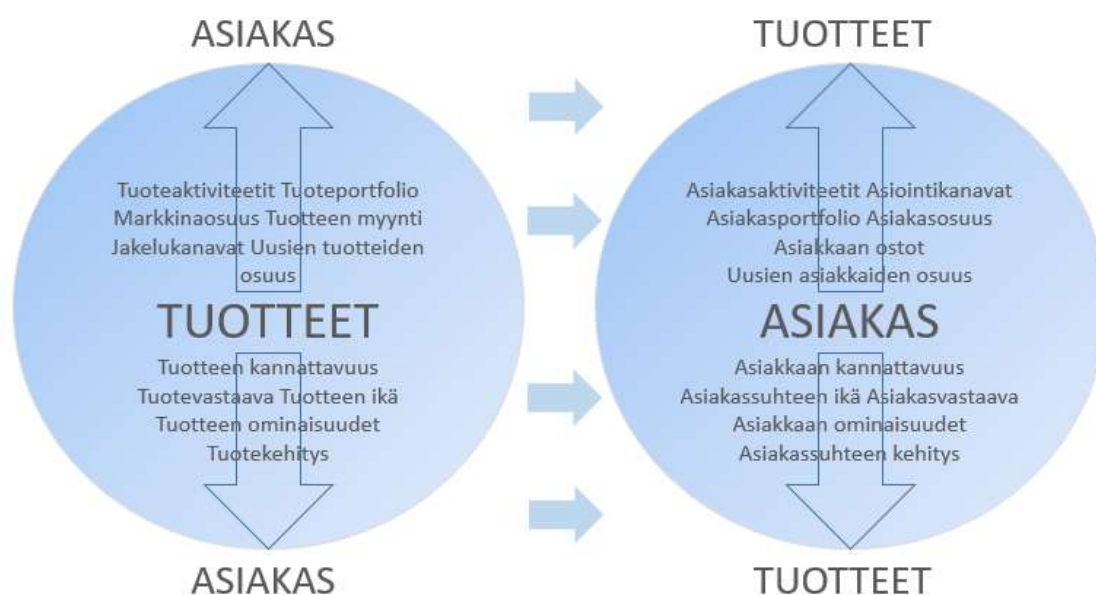 ASIAKAS
Tuoteaktiviteetit Tuoteportfolio
Markkinaosuus Tuotteen myynti
Jakelukanavat Uusien tuotteiden
osuus
TUOTTEET
Tuotteen kannattavuus
Tuotevastaava Tuotteen ikä
Tuotteen ominaisuudet
Tuotekehitys
ASIAKAS
TUOTTEET
Asiakasaktiviteetit Asiointikanavat
Asiakasportfolio Asiakasosuus
Asiakkaan ostot
Uusien asiakkaiden osuus
ASIAKAS
Asiakkaan kannattavuus
Asiakassuhteen ikä Asiakasvastaava
Asiakkaan ominaisuudet
Asiakassuhteen kehitys
TUOTTEET